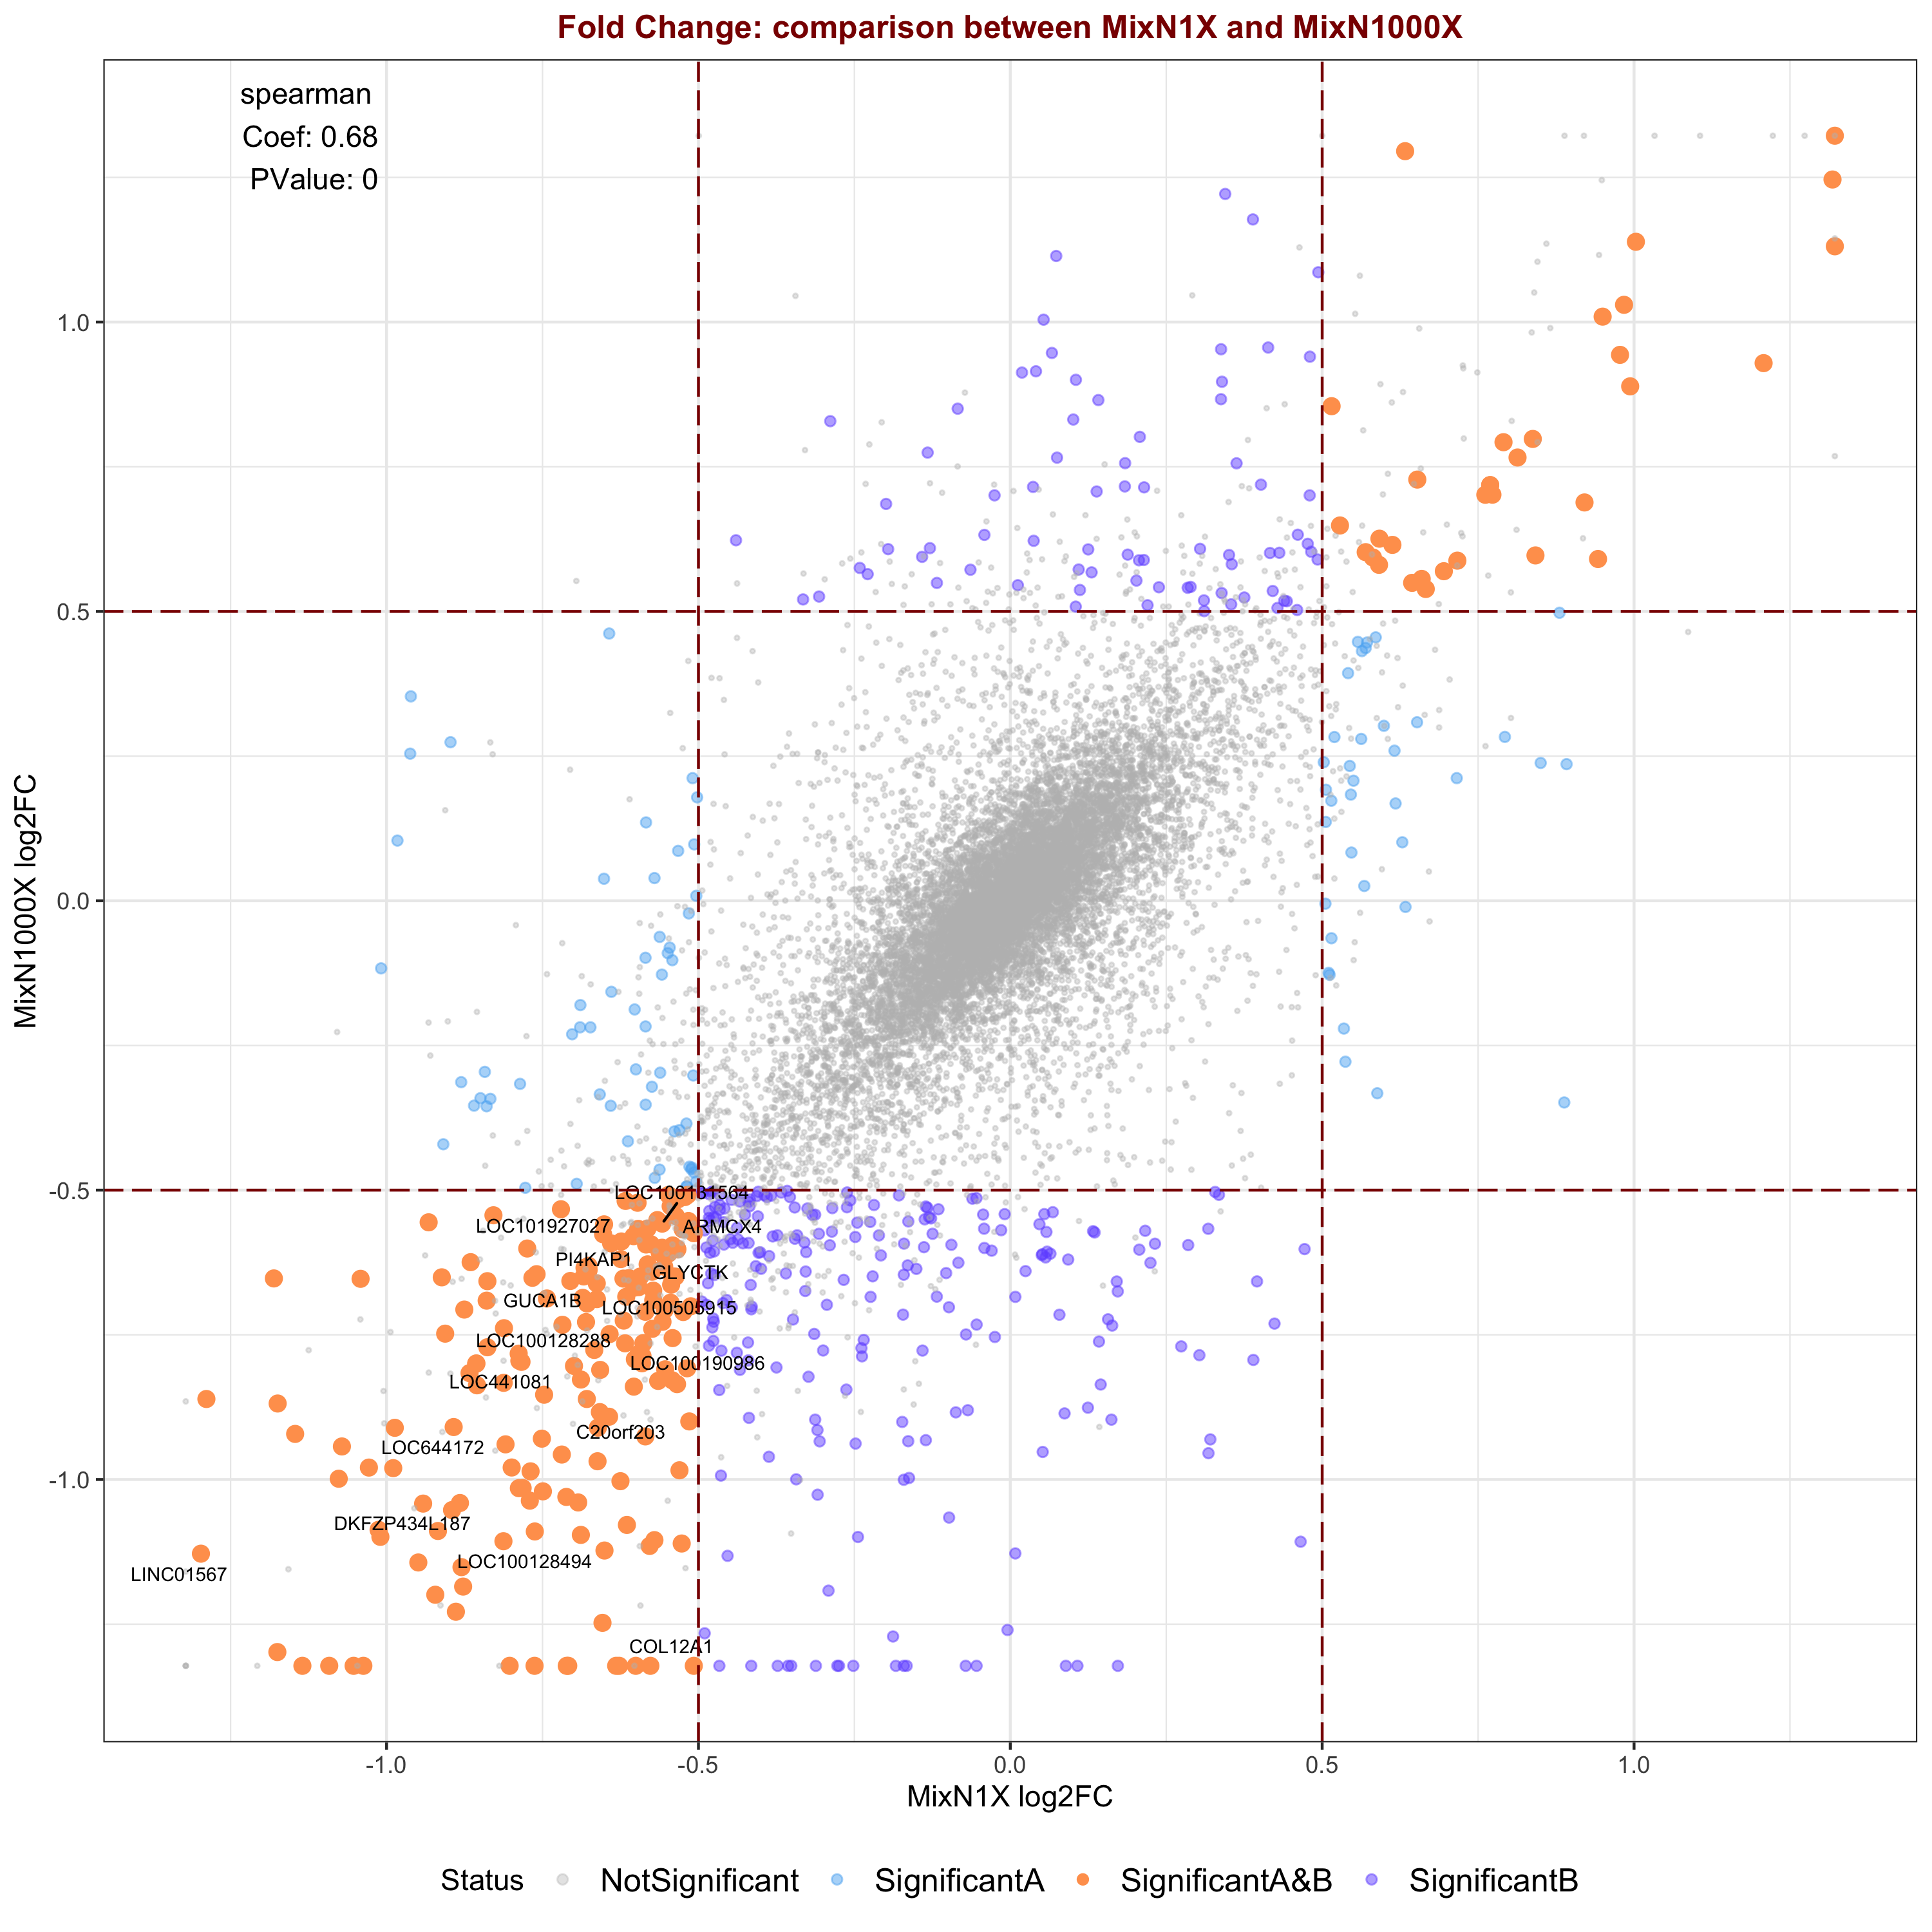 Fold Change: comparison between MixN1X and MixN1000X
spearman
Coef: 0.68
PValue: 0
1.0
0.5
0.0
-0.5
-1.0
MixN1000X log2FC
LOC100131564
LOC101927027
ARMCX4
PI4KAP1
GLYCTK
GUCA1B
LOC100505915
LOC100128288
LOC100190986
LOC441081
C20orf203
LOC644172
DKFZP434L187
LOC100128494
LINC01567
COL12A1
-1.0
-0.5
0.0
0.5
1.0
MixN1X log2FC
Status
NotSignificant
SignificantA
SignificantA&B
SignificantB